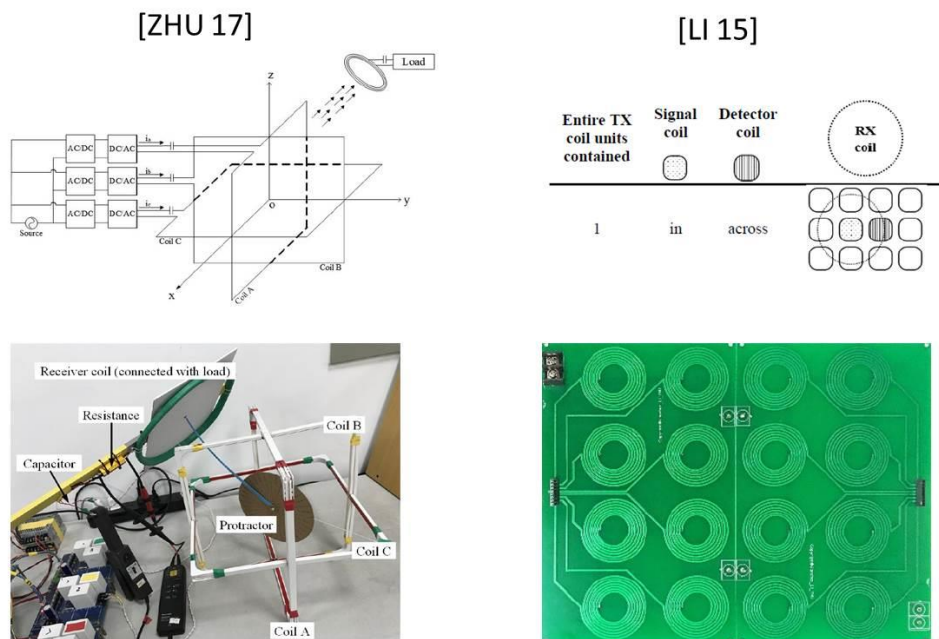 [ZHU 17]
[LI 15]
z
Load
AC/DC
DC/AC
AC/DC
DC/AC
AC/DC
DC/AC
Source
O
y
x
Coil C
Coil B
Coil A
Entire TX
coil units
contained
Signal
coil
Detector
coil
RX
coil
1
in
across
Receiver coil (connected with load)
Resistance
Capacitor
Coil B
Protractor
Coil C
Coil A